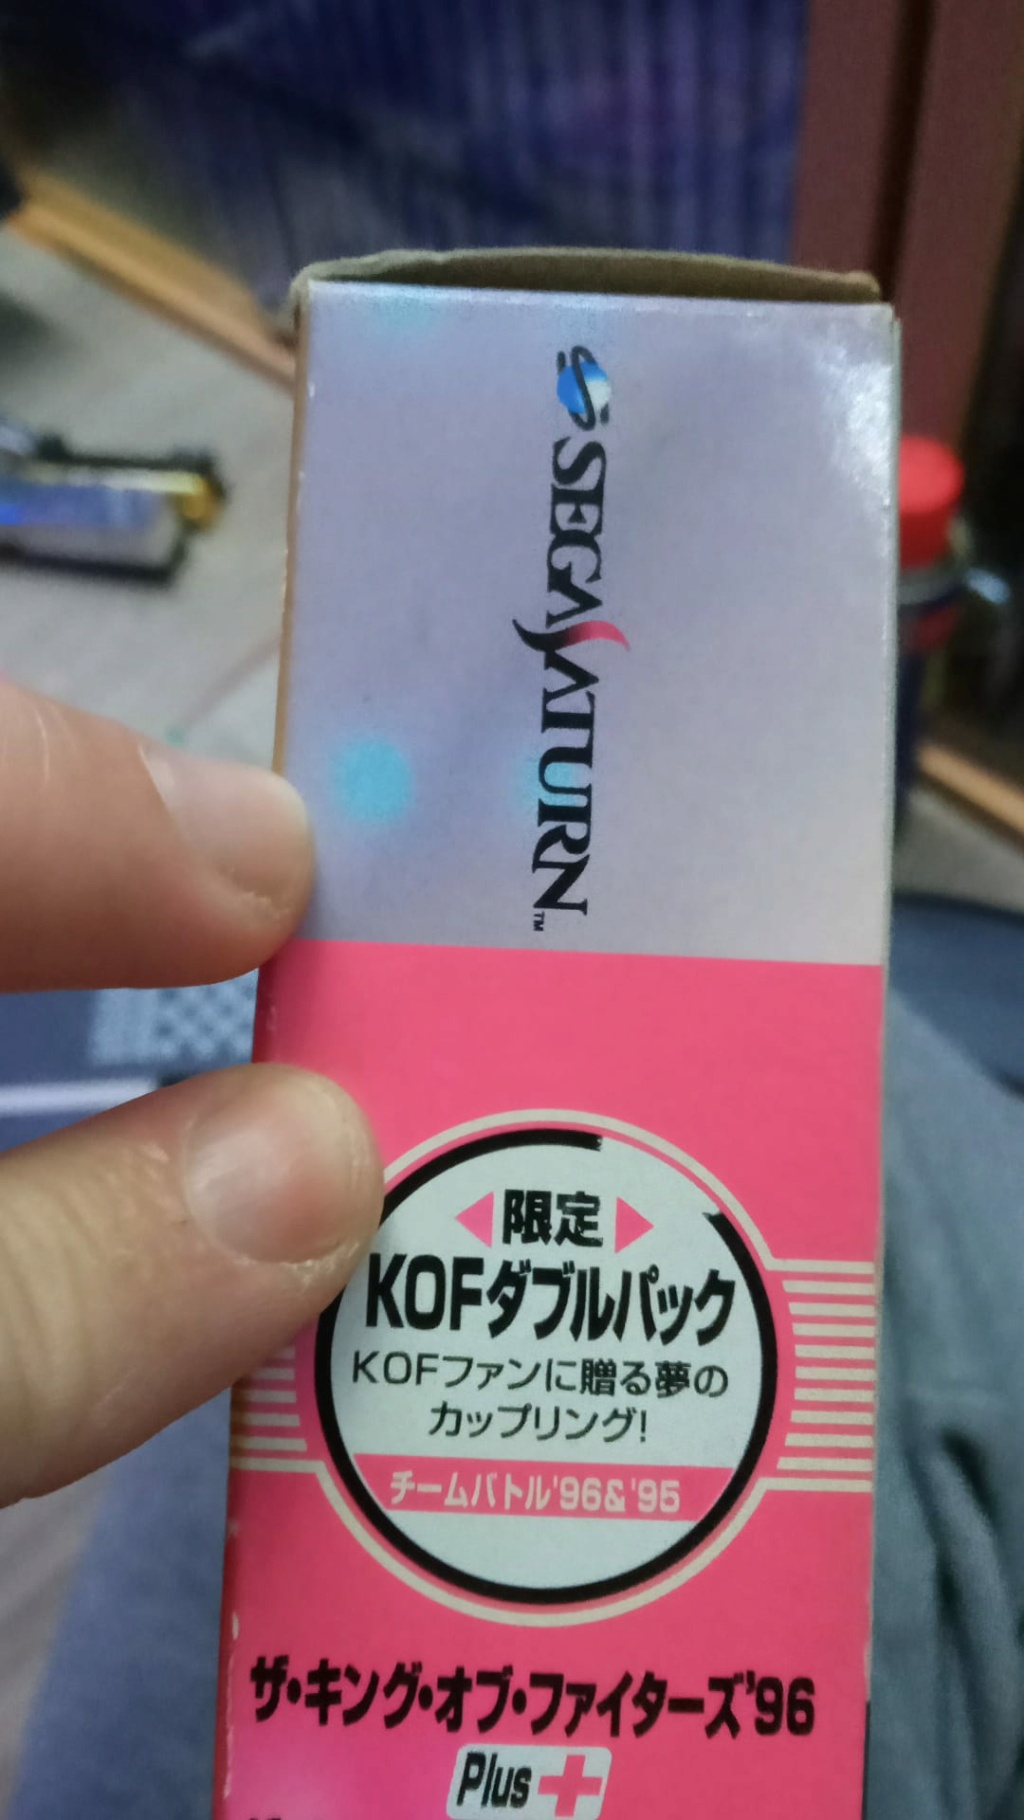 SEGA SATURN™
限定
KOFダブルパック
KOFファンに贈る夢の
カップリング!
チームバトル'96&'95
ザ・キング・オブ・ファイターズ'96
Plus+